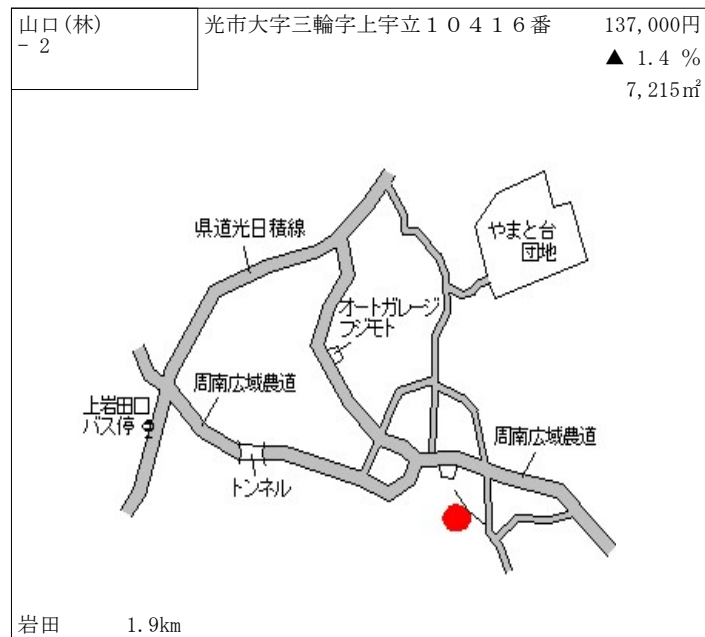 山口(林)
- 2
光市大字三輪字上宇立１０４１６番
137,000円
▲ 1.4 %
7,215㎡
県道光日積線
やまと台
団地
オートガレージ
フジモト
周南広域農道
上岩田口
バス停
周南広域農道
トンネル
岩田 1.9km